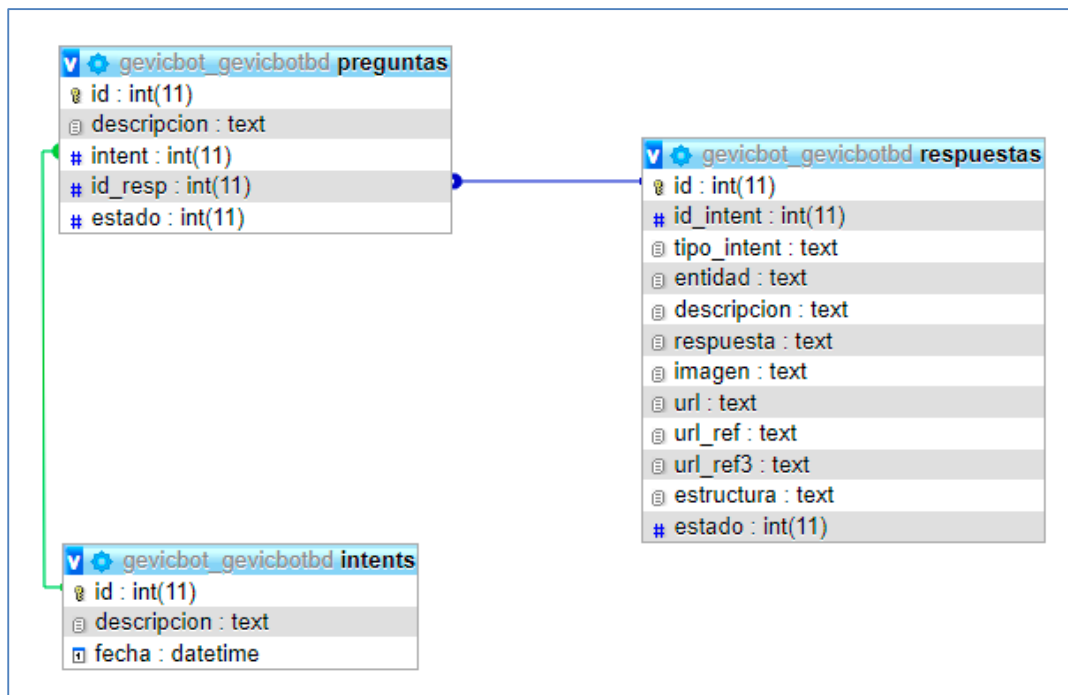 gevicbot_gevicbotbd preguntas
id : int(11)
descripcion : text
# intent : int(11)
# id_resp : int(11)
# estado : int(11)
gevicbot_gevicbotbd respuestas
id : int(11)
# id_intent : int(11)
tipo_intent : text
entidad : text
descripcion : text
respuesta : text
imagen : text
url : text
url_ref : text
url_ref3 : text
estructura : text
# estado : int(11)
gevicbot_gevicbotbd intents
id : int(11)
descripcion : text
fecha : datetime